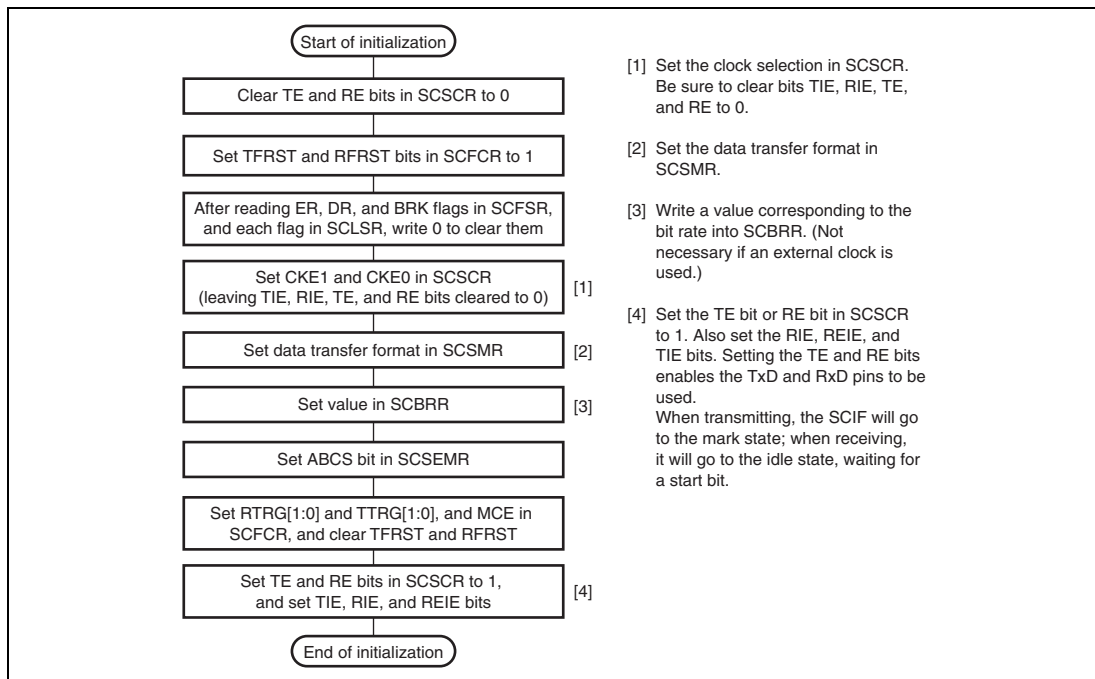 Start of initialization
Clear TE and RE bits in SCSCR to 0
Set TFRST and RFRST bits in SCFCR to 1
After reading ER, DR, and BRK flags in SCFSR,
and each flag in SCLSR, write 0 to clear them
Set CKE1 and CKE0 in SCSCR
(leaving TIE, RIE, TE, and RE bits cleared to 0)
[1]
Set data transfer format in SCSMR
[2]
Set value in SCBRR
[3]
Set ABCS bit in SCSEMR
Set RTRG[1:0] and TTRG[1:0], and MCE in
SCFCR, and clear TFRST and RFRST
Set TE and RE bits in SCSCR to 1,
and set TIE, RIE, and REIE bits
[4]
End of initialization
[1] Set the clock selection in SCSCR.
Be sure to clear bits TIE, RIE, TE,
and RE to 0.
[2] Set the data transfer format in
SCSMR.
[3] Write a value corresponding to the
bit rate into SCBRR. (Not
necessary if an external clock is
used.)
[4] Set the TE bit or RE bit in SCSCR
to 1. Also set the RIE, REIE, and
TIE bits. Setting the TE and RE bits
enables the TxD and RxD pins to be
used.
When transmitting, the SCIF will go
to the mark state; when receiving,
it will go to the idle state, waiting for
a start bit.